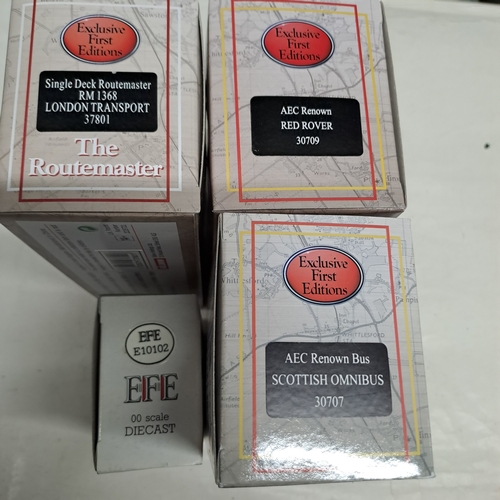 Exclusive
First
Editions
Single Deck Routemaster
RM 1368
LONDON TRANSPORT
37801
The
Routemaster
Exclusive
First
Editions
AEC Renown
RED ROVER
30709
EFE
E10102
EFE
00 scale
DIECAST
Exclusive
First
Editions
AEC Renown Bus
SCOTTISH OMNIBUS
30707